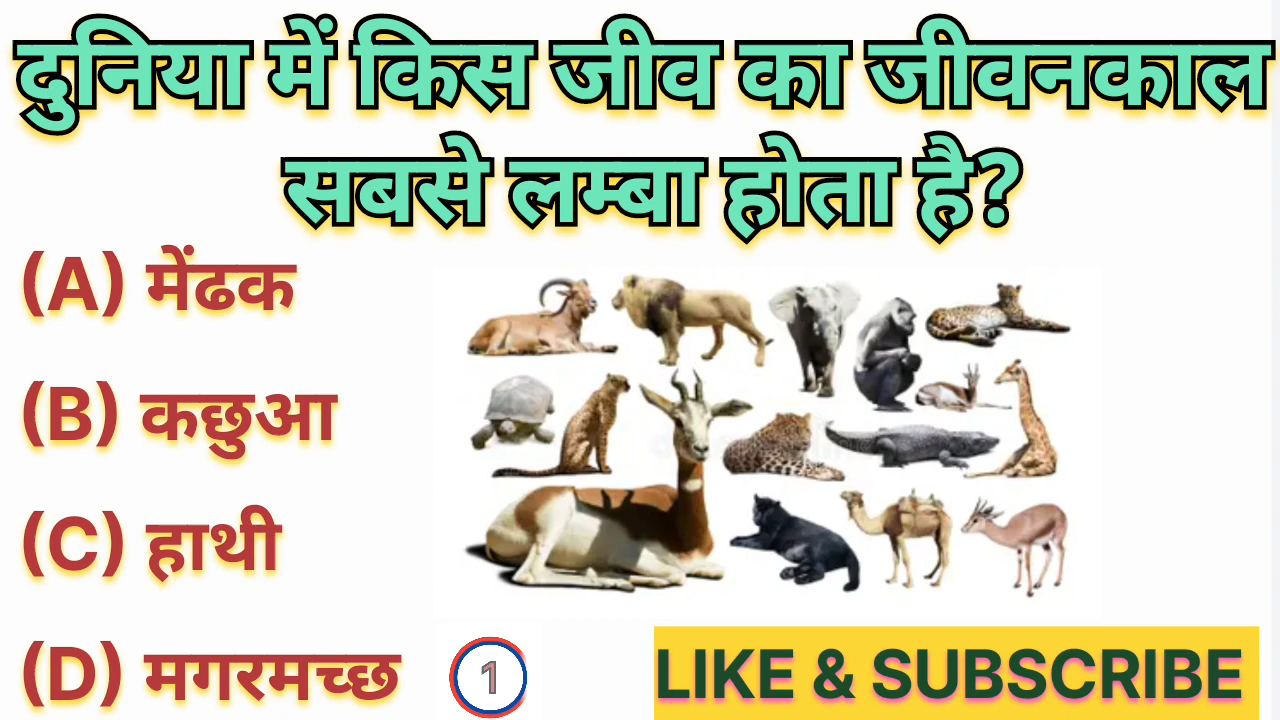 दुनिया में किस जीव का जीवनकाल
सबसे लम्बा होता है?
(A) मेंढक
(B) कछुआ
(C) हाथी
(D) मगरमच्छ
1
LIKE & SUBSCRIBE